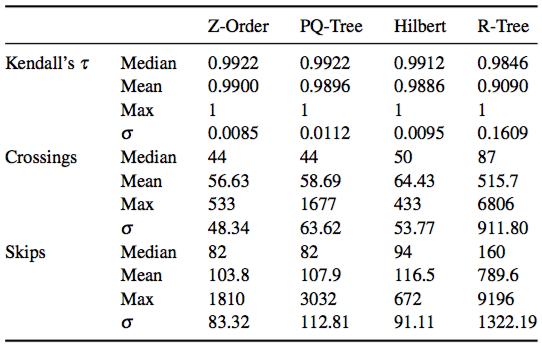 Z-Order PQ-Tree Hilbert R-Tree
Kendall's τ Median 0.9922 0.9922 0.9912 0.9846
Mean 0.9900 0.9896 0.9886 0.9090
Max 1 1 1 1
σ 0.0085 0.0112 0.0095 0.1609
Crossings Median 44 44 50 87
Mean 56.63 58.69 64.43 515.7
Max 533 1677 433 6806
σ 48.34 63.62 53.77 911.80
Skips Median 82 82 94 160
Mean 103.8 107.9 116.5 789.6
Max 1810 3032 672 9196
σ 83.32 112.81 91.11 1322.19